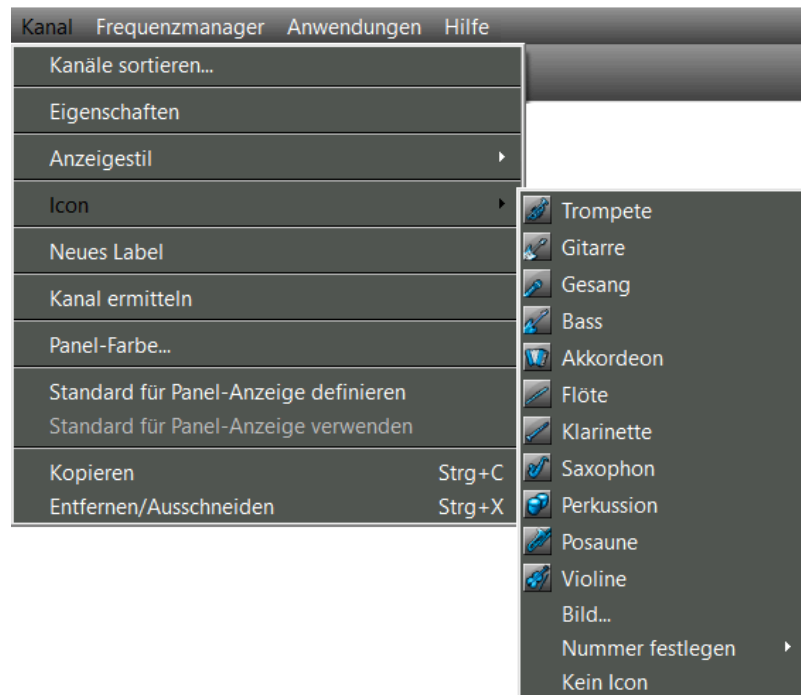 Kanal Frequenzmanager Anwendungen Hilfe
Kanäle sortieren...
Eigenschaften
Anzeigestil
Icon
Neues Label
Kanal ermitteln
Panel-Farbe...
Standard für Panel-Anzeige definieren
Standard für Panel-Anzeige verwenden
Kopieren Strg+C
Entfernen/Ausschneiden Strg+X
Trompete
Gitarre
Gesang
Bass
Akkordeon
Flöte
Klarinette
Saxophon
Perkussion
Posaune
Violine
Bild...
Nummer festlegen
Kein Icon